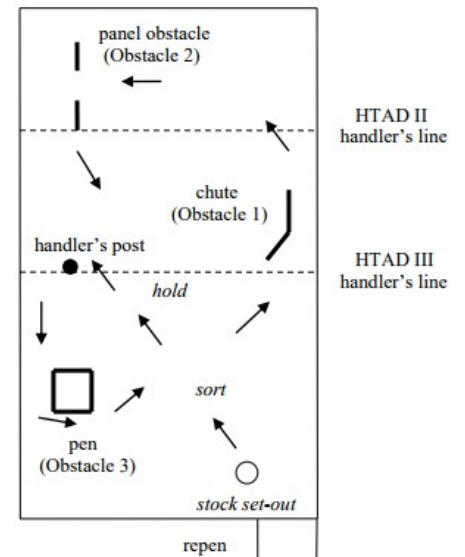 panel obstacle
(Obstacle 2)
HTAD II
handler's line
chute
(Obstacle 1)
handler's post
HTAD III
handler's line
hold
sort
pen
(Obstacle 3)
stock set-out
repen